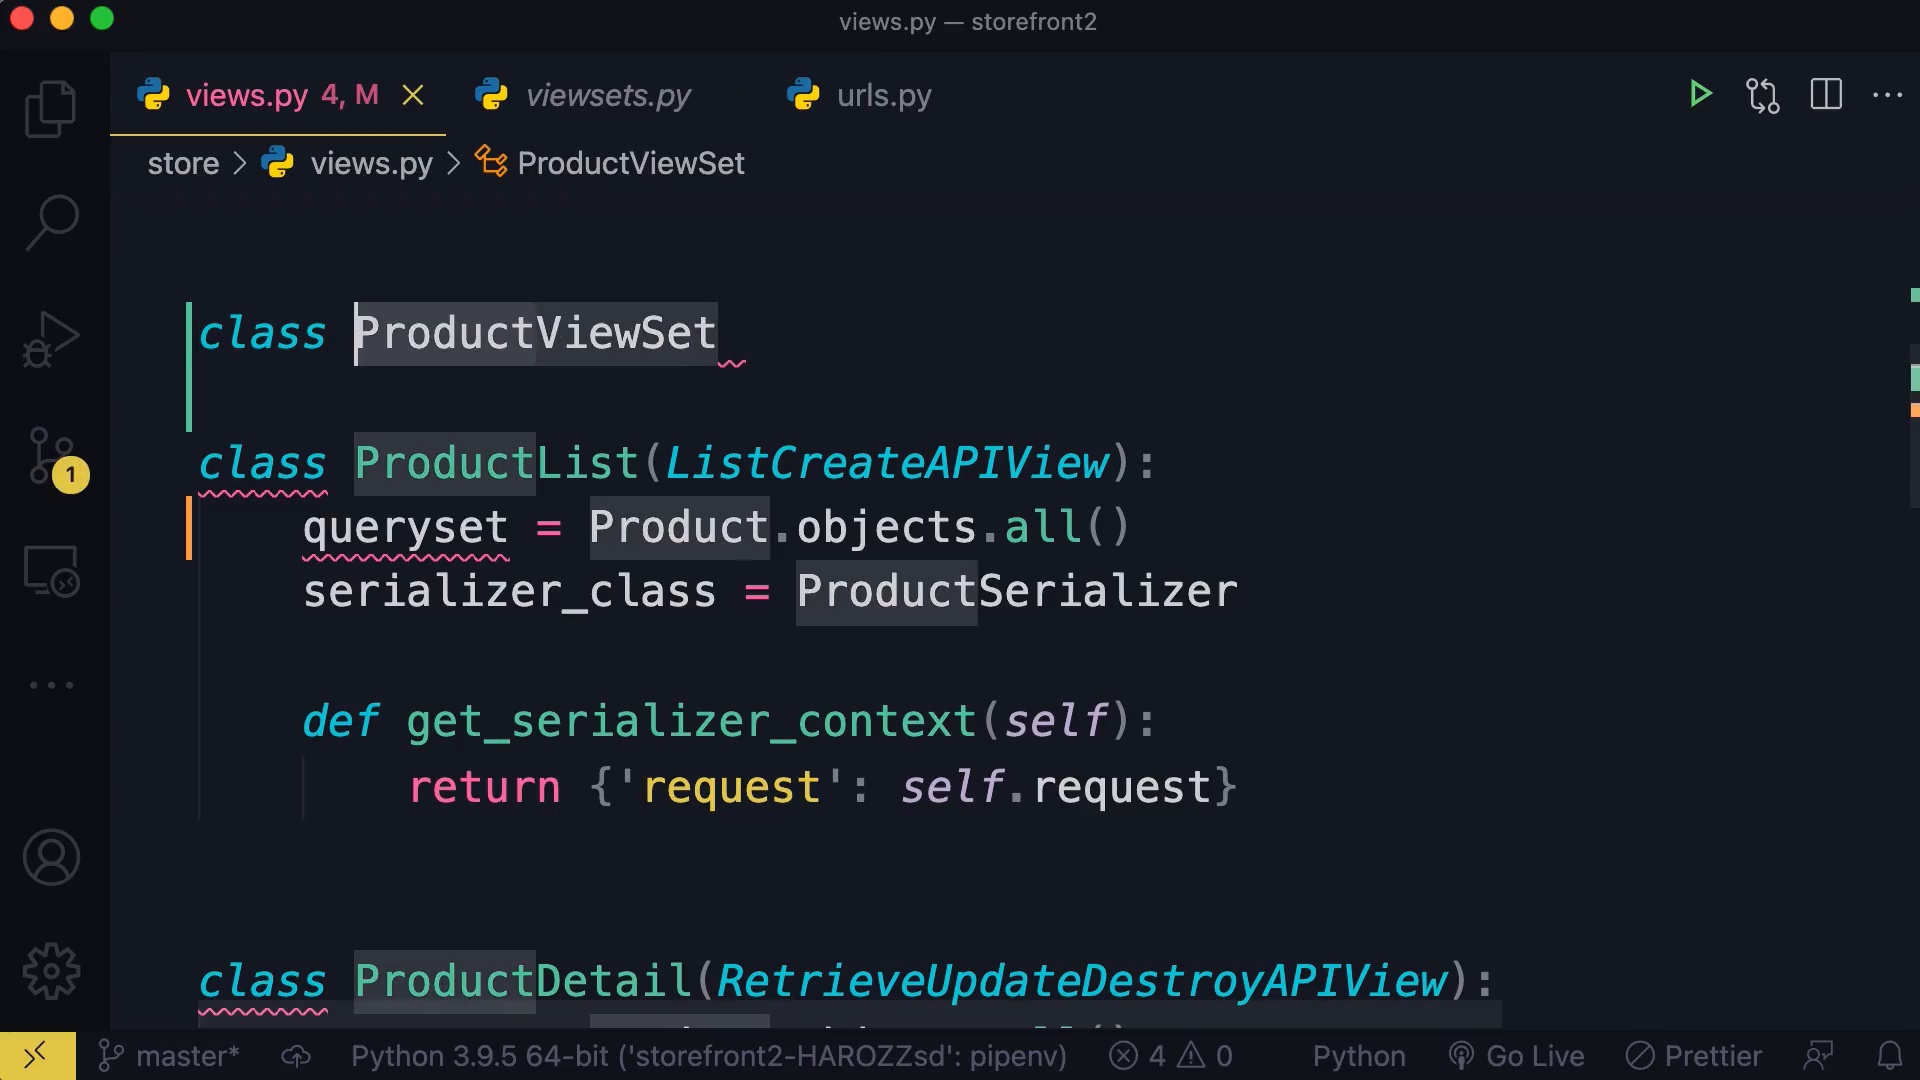 views.py — storefront2
views.py 4, M
viewsets.py
urls.py
store > views.py > ProductViewSet
class ProductViewSet
class ProductList(ListCreateAPIView):
queryset = Product.objects.all()
serializer_class = ProductSerializer
def get_serializer_context(self):
return {'request': self.request}
1
class ProductDetail(RetrieveUpdateDestroyAPIView):
master* Python 3.9.5 64-bit ('storefront2-HAROZZsd': pipenv) 4 0 Python Go Live Prettier